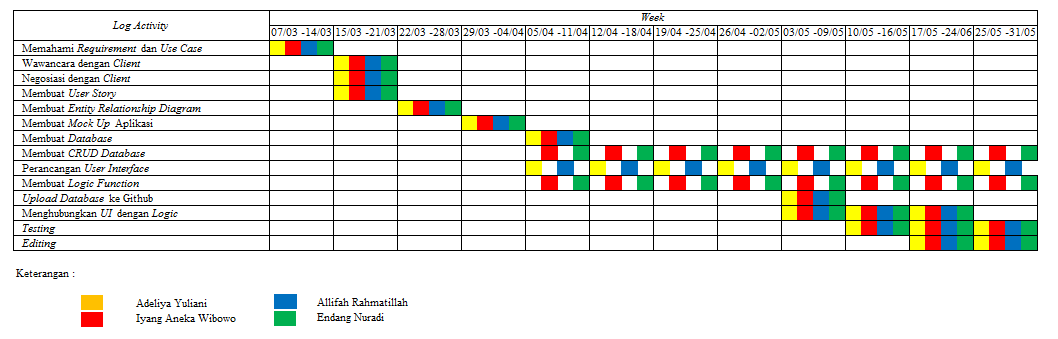 Log Activity
Week
07/03 -14/03 15/03 -21/03 22/03 -28/03 29/03 -04/04 05/04 -11/04 12/04 -18/04 19/04 -25/04 26/04 -02/05 03/05 -09/05 10/05 -16/05 17/05 -24/06 25/05 -31/05
Memahami Requirement dan Use Case
Wawancara dengan Client
Negosiasi dengan Client
Membuat User Story
Membuat Entity Relationship Diagram
Membuat Mock Up Aplikasi
Membuat Database
Membuat CRUD Database
Perancangan User Interface
Membuat Logic Function
Upload Database ke Github
Menghubungkan UI dengan Logic
Testing
Editing
Keterangan :
Adeliya Yuliani
Iyang Aneka Wibowo
Allifah Rahmatillah
Endang Nuradi